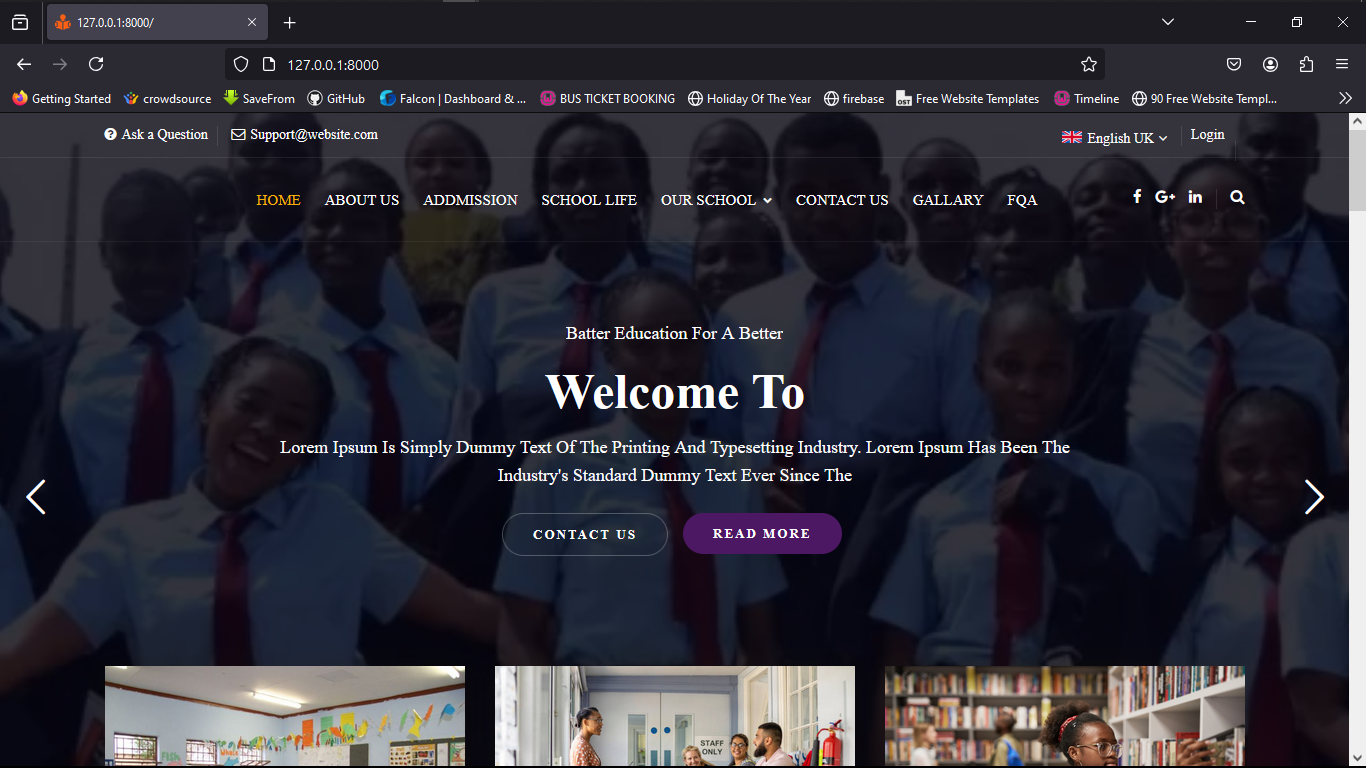 127.0.0.1:8000/
127.0.0.1:8000
Getting Started
crowdsource
SaveFrom
GitHub
Falcon | Dashboard & ...
BUS TICKET BOOKING
Holiday Of The Year
firebase
OST
Free Website Templates
Timeline
90 Free Website Templ...
Ask a Question
Support@website.com
English UK
Login
HOME
ABOUT US
ADDMISSION
SCHOOL LIFE
OUR SCHOOL
CONTACT US
GALLARY
FQA
f
G+
in
Batter Education For A Better
Welcome To
Lorem Ipsum Is Simply Dummy Text Of The Printing And Typesetting Industry. Lorem Ipsum Has Been The
Industry's Standard Dummy Text Ever Since The
CONTACT US
READ MORE
STAFF
ONLY